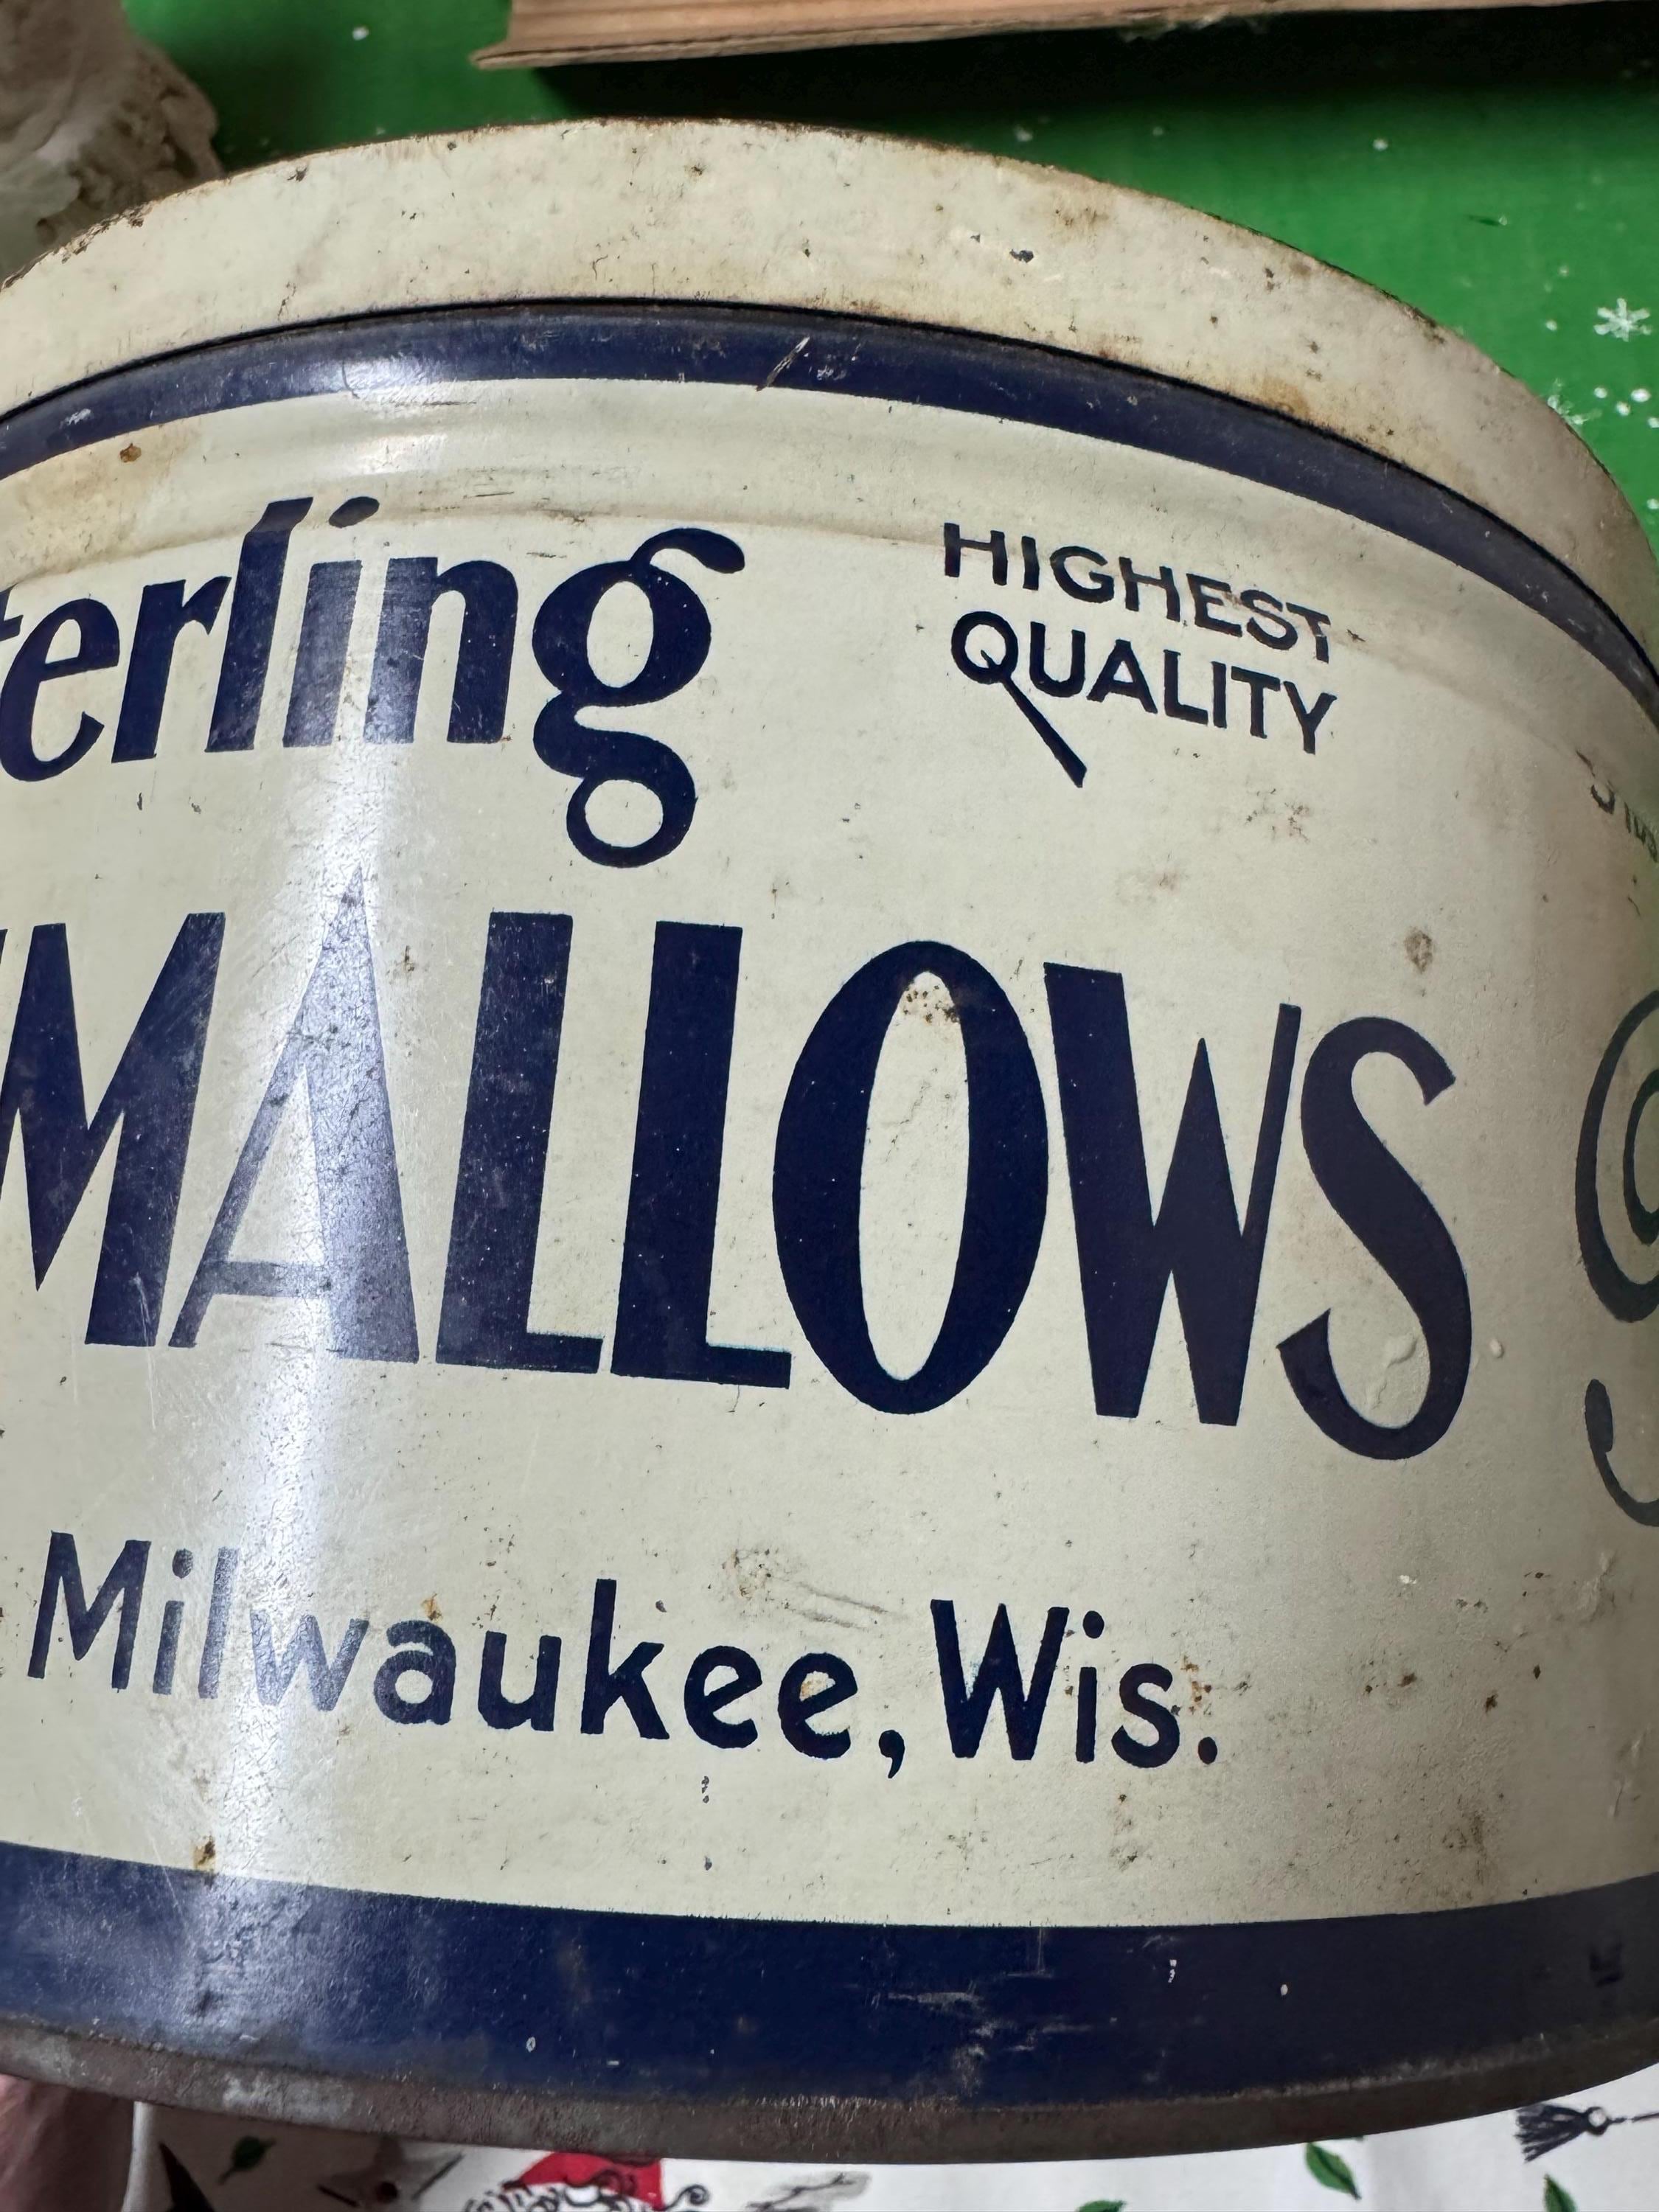 terling
HIGHEST
QUALITY
MALLOWS
Milwaukee, Wis.